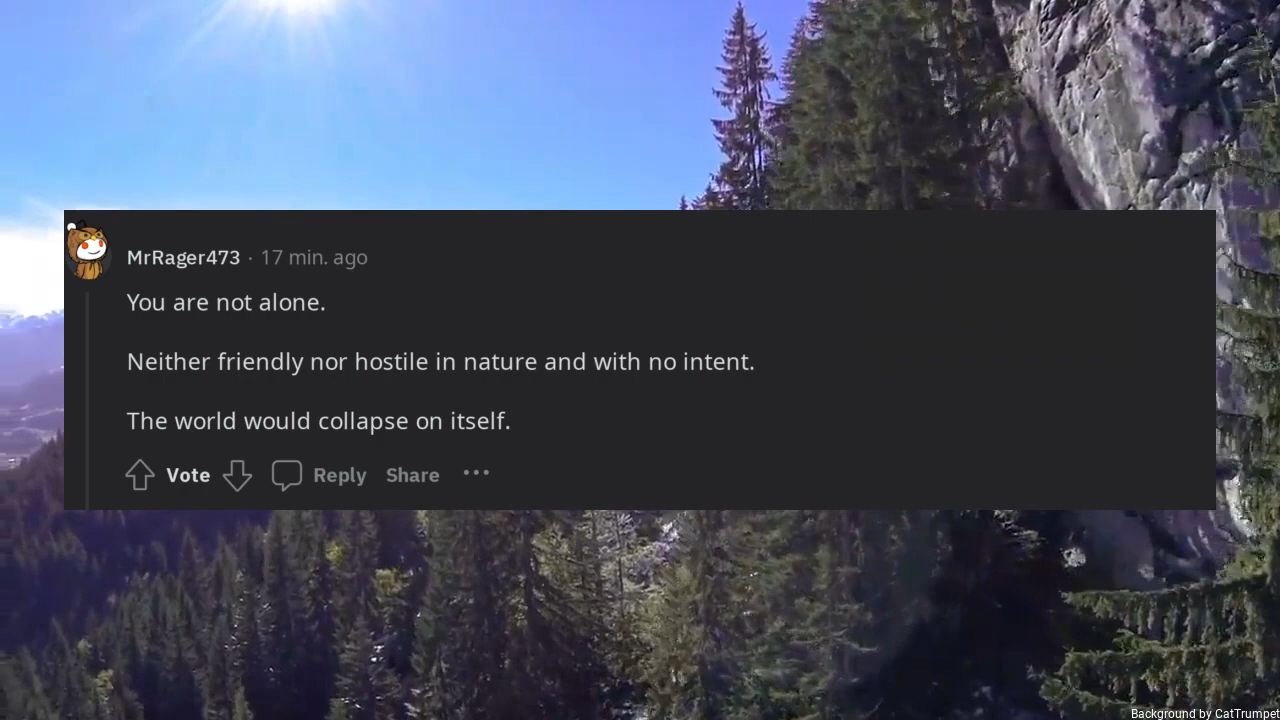 MrRager473 · 17 min. ago
You are not alone.
Neither friendly nor hostile in nature and with no intent.
The world would collapse on itself.
Vote Reply Share ···
Background by CatTrumpet